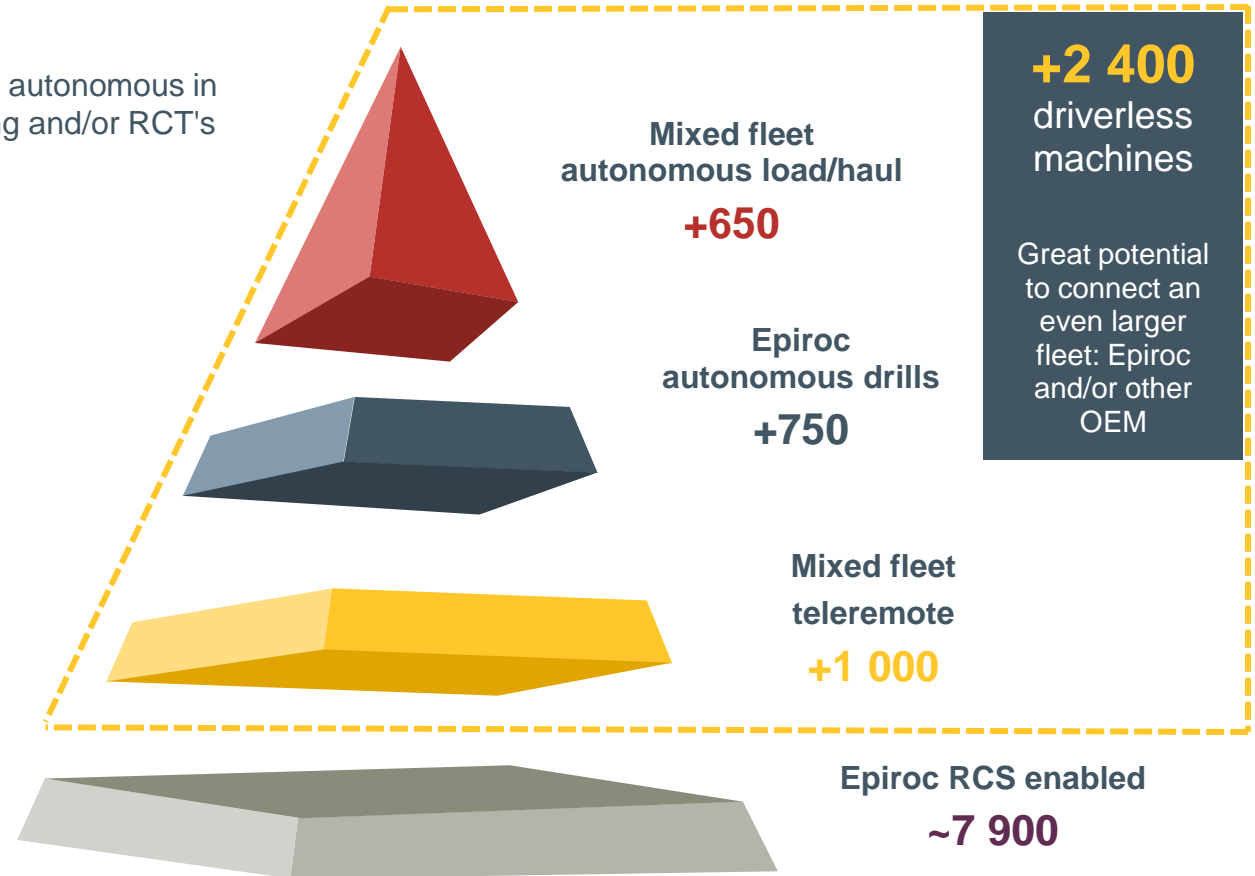 autonomous in
g and/or RCT's
Mixed fleet
autonomous load/haul
+650
Epiroc
autonomous drills
+750
Mixed fleet
teleremote
+1 000
Epiroc RCS enabled
~7 900
+2 400
driverless
machines
Great potential
to connect an
even larger
fleet: Epiroc
and/or other
OEM